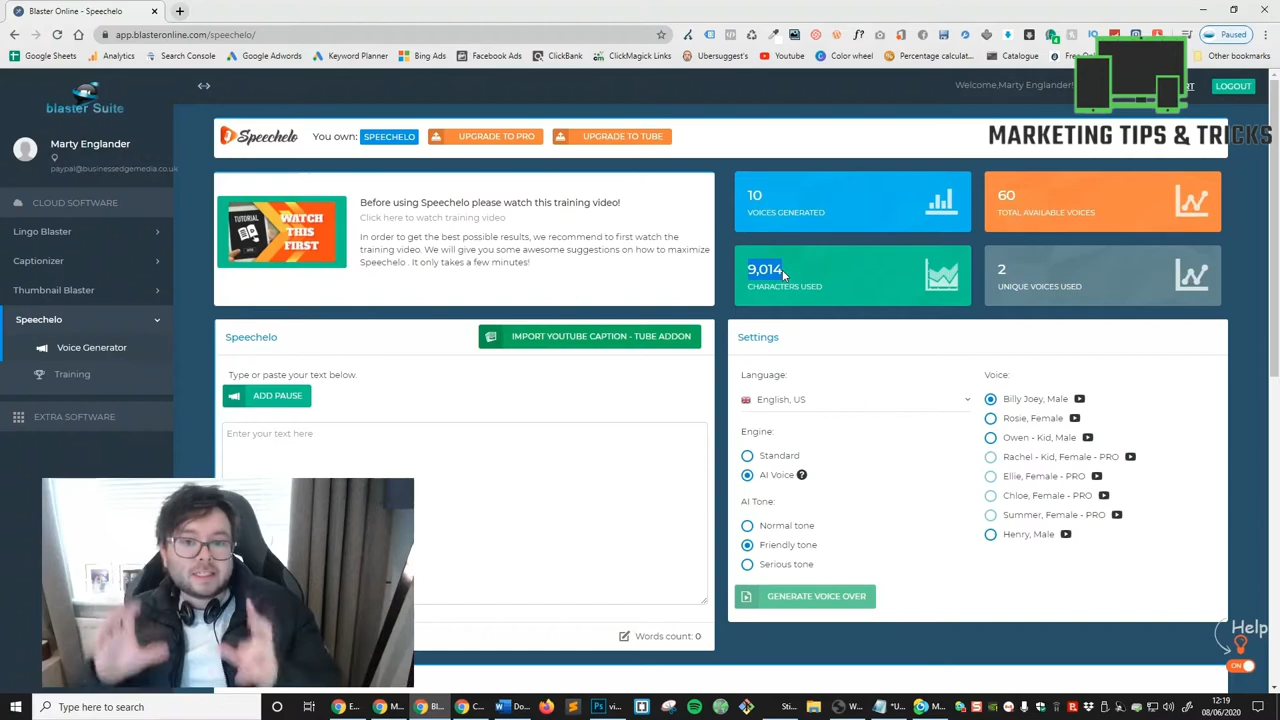 Blaster Online
app.blasteronline.com/speechelo/
Paused
Google Sheets
Analytics
Search Console
Google Adwords
Keyword Planner
Bing Ads
Facebook Ads
ClickBank
ClickMagick Links
Ubersuggest's
Youtube
Color wheel
Percentage calcul...
Catalogue
Other bookmarks
blaster Suite
Welcome,Marty Englander!
LOGOUT
MARKETING TIPS & TRICKS
Marty Englander
paypal@businessedgemedia.co.uk
CLOUD SOFTWARE
Lingo Blaster
Captionizer
Thumbnail Blaster
Speechelo
Generator
Training
EXTRA SOFTWARE
Speechelo
You own:
SPEECHELO
UPGRADE TO PRO
UPGRADE TO TUBE
TUTORIAL
WATCH
THIS
FIRST
Before using Speechelo please watch this training video!
Click here to watch training video
In order to get the best possible results, we recommend to first watch the
training video. We will give you some awesome suggestions on how to maximize
Speechelo . It only takes a few minutes!
10
VOICES GENERATED
60
TOTAL AVAILABLE VOICES
9,014
CHARACTERS USED
2
UNIQUE VOICES USED
Speechelo
IMPORT YOUTUBE CAPTION - TUBE ADDON
Type or paste your text below.
ADD PAUSE
Enter your text here
Words count: 0
Settings
Language:
English, US
Engine:
Standard
AI Voice
AI Tone:
Normal tone
Friendly tone
Serious tone
GENERATE VOICE OVER
Voice:
Billy Joey, Male
Rosie, Female
Owen - Kid, Male
Rachel - Kid, Female - PRO
Ellie, Female - PRO
Chloe, Female - PRO
Summer, Female - PRO
Henry, Male
Help
ON
Type here to search
12:19
08/06/2020